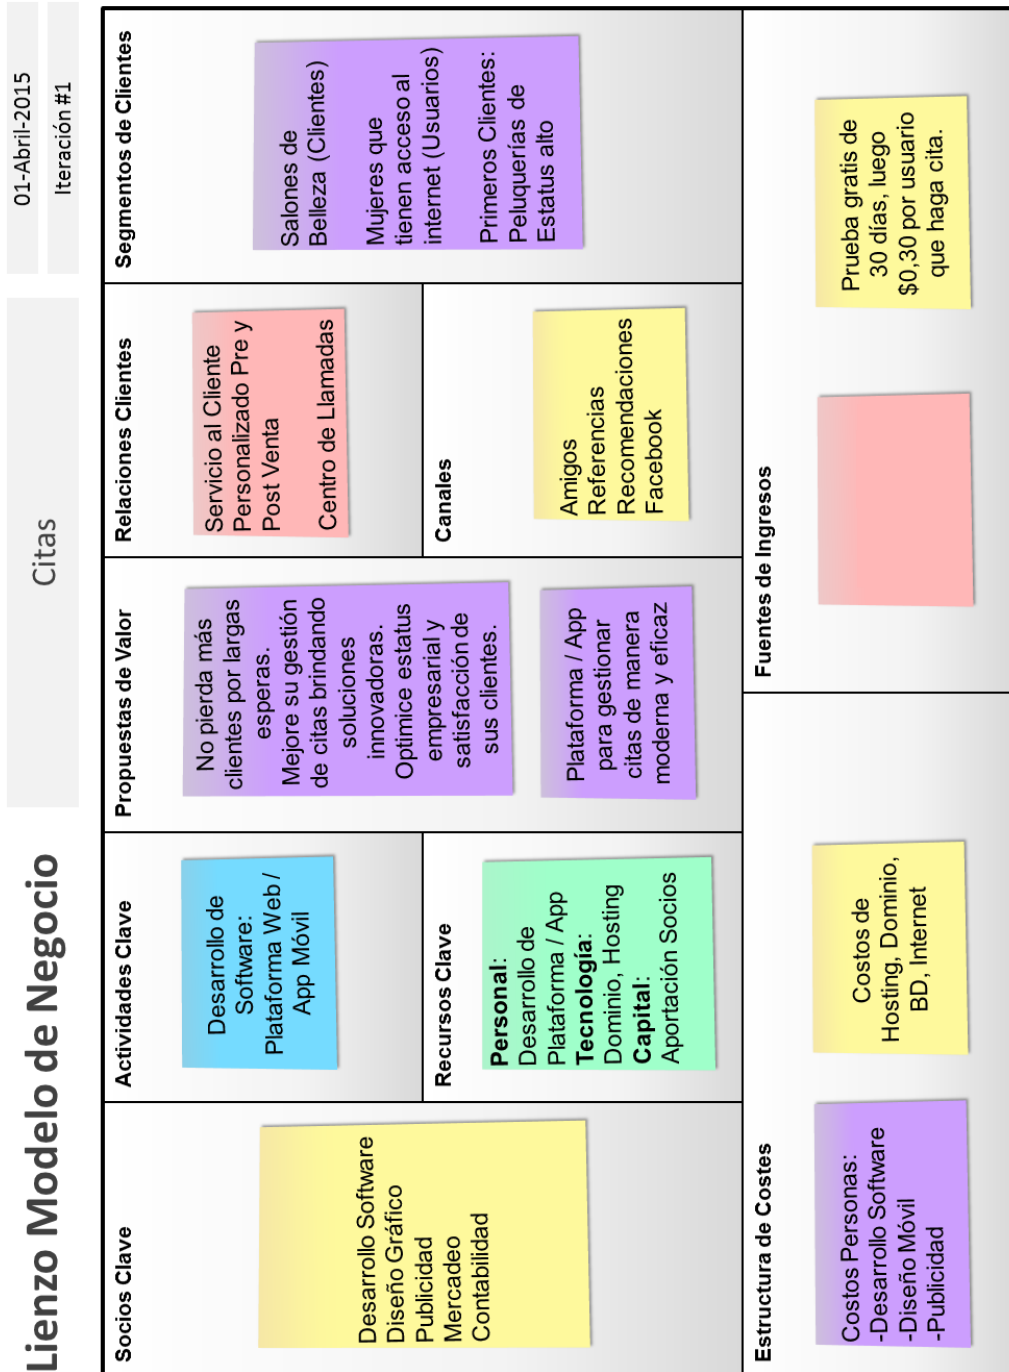 Lienzo Modelo de Negocio
Citas
01-Abril-2015
Iteración #1
Socios Clave
Desarrollo Software
Diseño Gráfico
Publicidad
Mercadeo
Contabilidad
Actividades Clave
Desarrollo de
Software:
Plataforma Web /
App Móvil
Recursos Clave
Personal:
Desarrollo de
Plataforma / App
Tecnología:
Dominio, Hosting
Capital:
Aportación Socios
Propuestas de Valor
No pierda más
clientes por largas
esperas.
Mejore su gestión
de citas brindando
soluciones
innovadoras.
Optimice estatus
empresarial y
satisfacción de
sus clientes.
Plataforma / App
para gestionar
citas de manera
moderna y eficaz
Relaciones Clientes
Servicio al Cliente
Personalizado Pre y
Post Venta
Centro de Llamadas
Canales
Amigos
Referencias
Recomendaciones
Facebook
Segmentos de Clientes
Salones de
Belleza (Clientes)
Mujeres que
tienen acceso al
internet (Usuarios)
Primeros Clientes:
Peluquerías de
Estatus alto
Estructura de Costes
Costos Personas:
-Desarrollo Software
-Diseño Móvil
-Publicidad
Costos de
Hosting, Dominio,
BD, Internet
Fuentes de Ingresos
Prueba gratis de
30 días, luego
$0,30 por usuario
que haga cita.